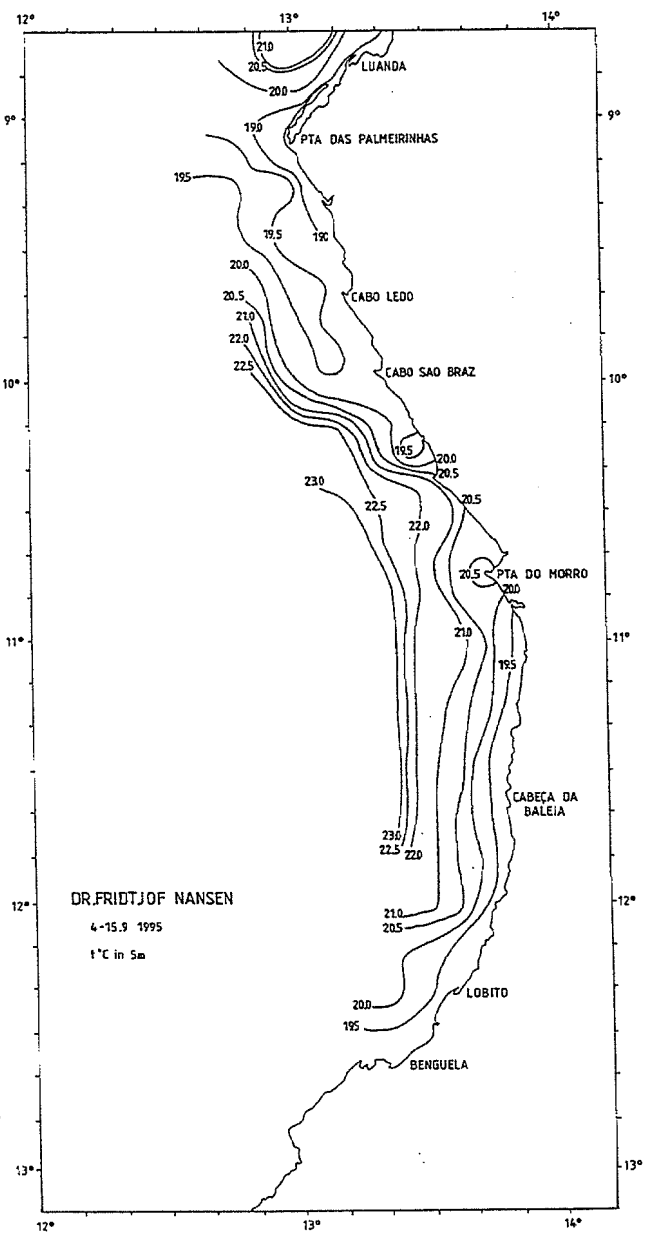 12° 13° 14°
21.0
20.5
LUANDA
20.0
9° 9°
19.0
PTA DAS PALMEIRINHAS
19.5
19.5 19.0
20.0
20.5
CABO LEDO
21.0
22.0
22.5
CABO SAO BRAZ
10° 10°
19.5
20.0
20.5
23.0
22.5
22.0
20.5
20.5 PTA DO MORRO
20.0
21.0
11° 11°
19.5
CABEÇA DA
BALEIA
23.0
22.5 22.0
DR.FRIDTJOF NANSEN
4-15.9 1995
t°C in 5m
12° 12°
21.0
20.5
20.0
19.5
LOBITO
BENGUELA
13° 13°
12° 13° 14°